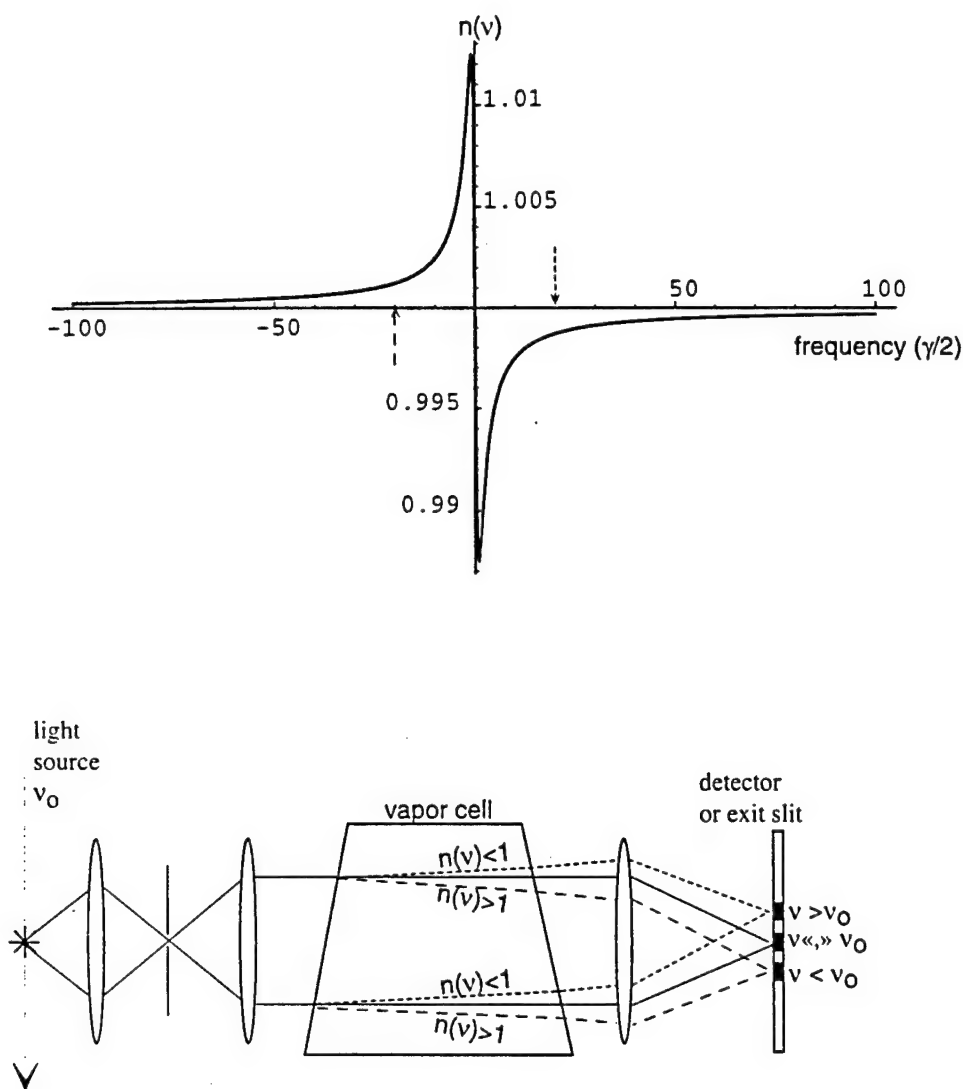 n(ν)
1.01
1.005
50
100
-100
-50
frequency (γ/2)
0.995
0.99
light
source
ν₀
detector
or exit slit
vapor cell
n(ν)<1
n(ν)>1
ν >ν₀
ν«,» ν₀
ν < ν₀
n(ν)<1
n(ν)>1